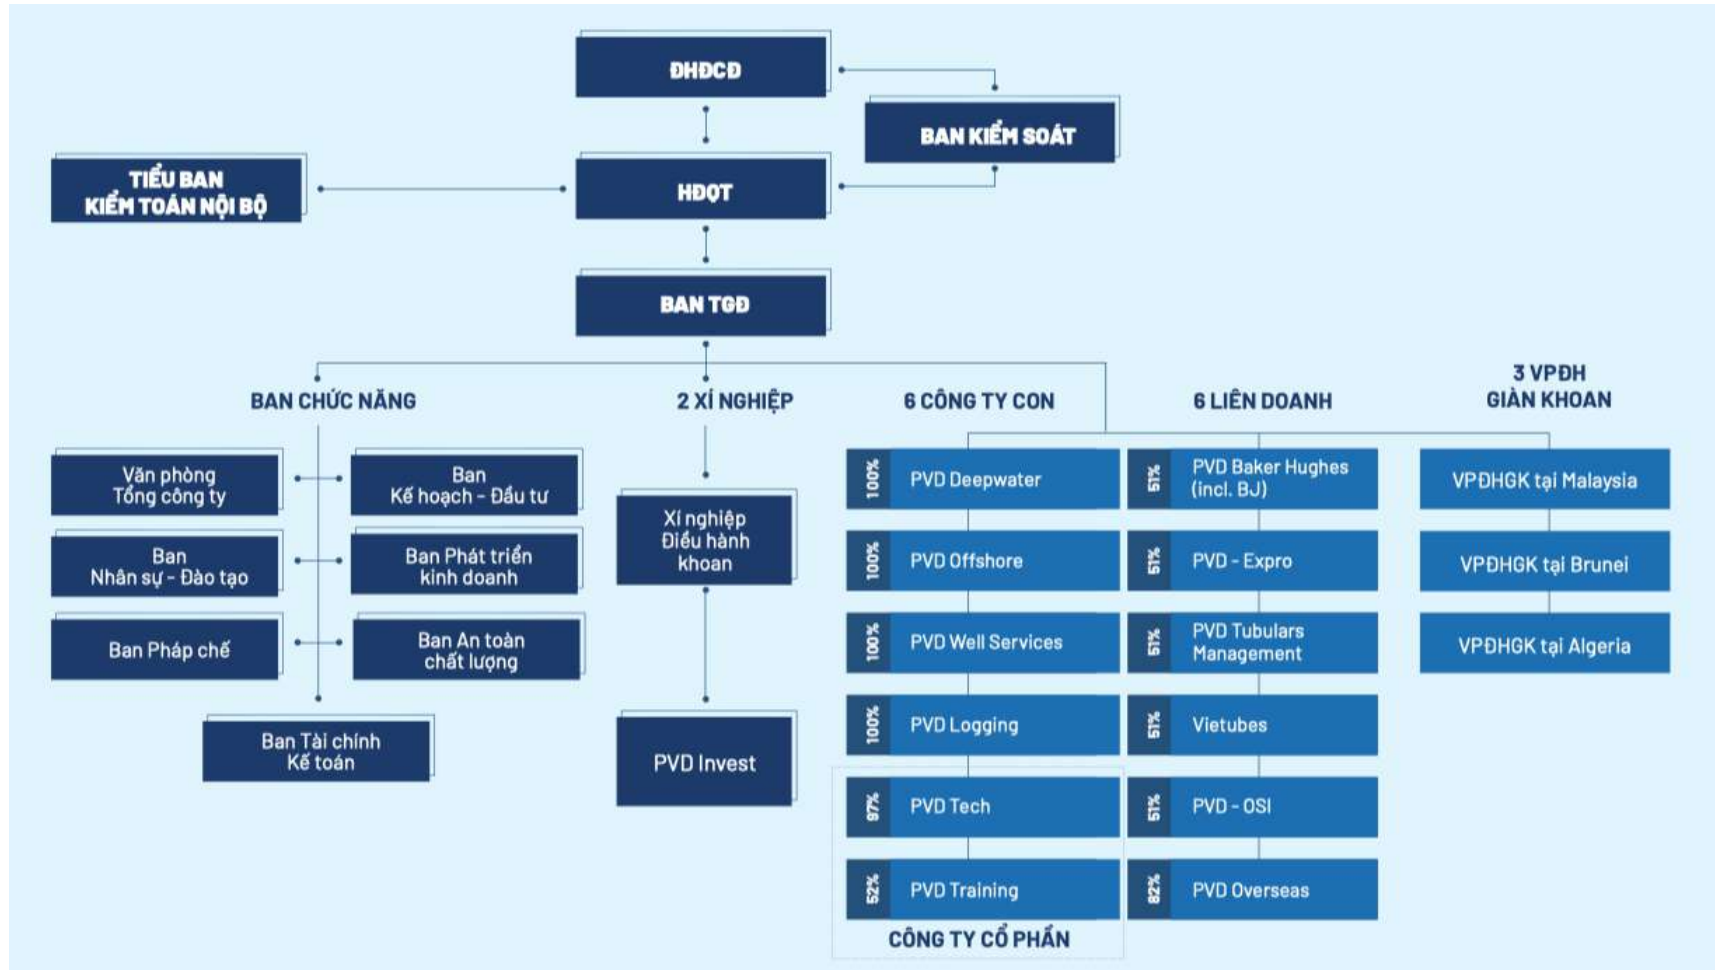 ĐHĐCĐ
BAN KIỂM SOÁT
TIỂU BAN
KIỂM TOÁN NỘI BỘ
HĐQT
BAN TGĐ
BAN CHỨC NĂNG
Văn phòng
Tổng công ty
Ban
Kế hoạch - Đầu tư
Ban
Nhân sự - Đào tạo
Ban Phát triển
kinh doanh
Ban Pháp chế
Ban An toàn
chất lượng
Ban Tài chính
Kế toán
2 XÍ NGHIỆP
Xí nghiệp
Điều hành
khoan
PVD Invest
6 CÔNG TY CON
100%
PVD Deepwater
100%
PVD Offshore
100%
PVD Well Services
100%
PVD Logging
97%
PVD Tech
52%
PVD Training
CÔNG TY CỔ PHẦN
6 LIÊN DOANH
51%
PVD Baker Hughes
(incl. BJ)
51%
PVD - Expro
51%
PVD Tubulars
Management
51%
Vietubes
51%
PVD - OSI
82%
PVD Overseas
3 VPĐH
GIÀN KHOAN
VPĐHGK tại Malaysia
VPĐHGK tại Brunei
VPĐHGK tại Algeria